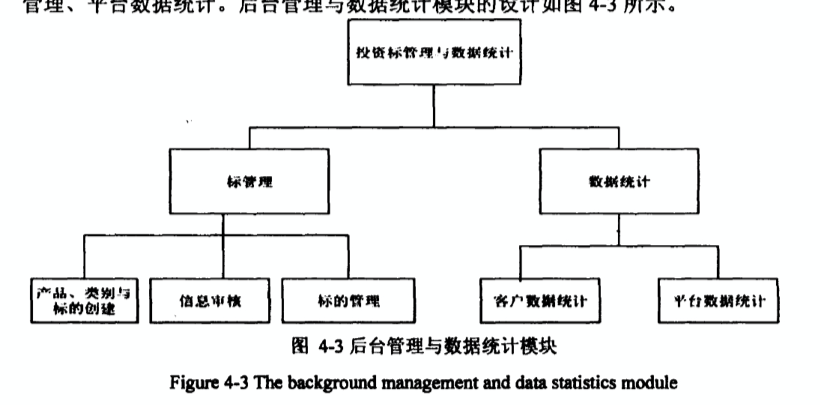 管理、平台数据统计。后台管理与数据统计模块的设计如图 4-3 所示。
投资标管理与数据统计
标管理
数据统计
产品、类别与
标的创建
信息审核
标的管理
客户数据统计
平台数据统计
图 4-3 后台管理与数据统计模块
Figure 4-3 The background management and data statistics module